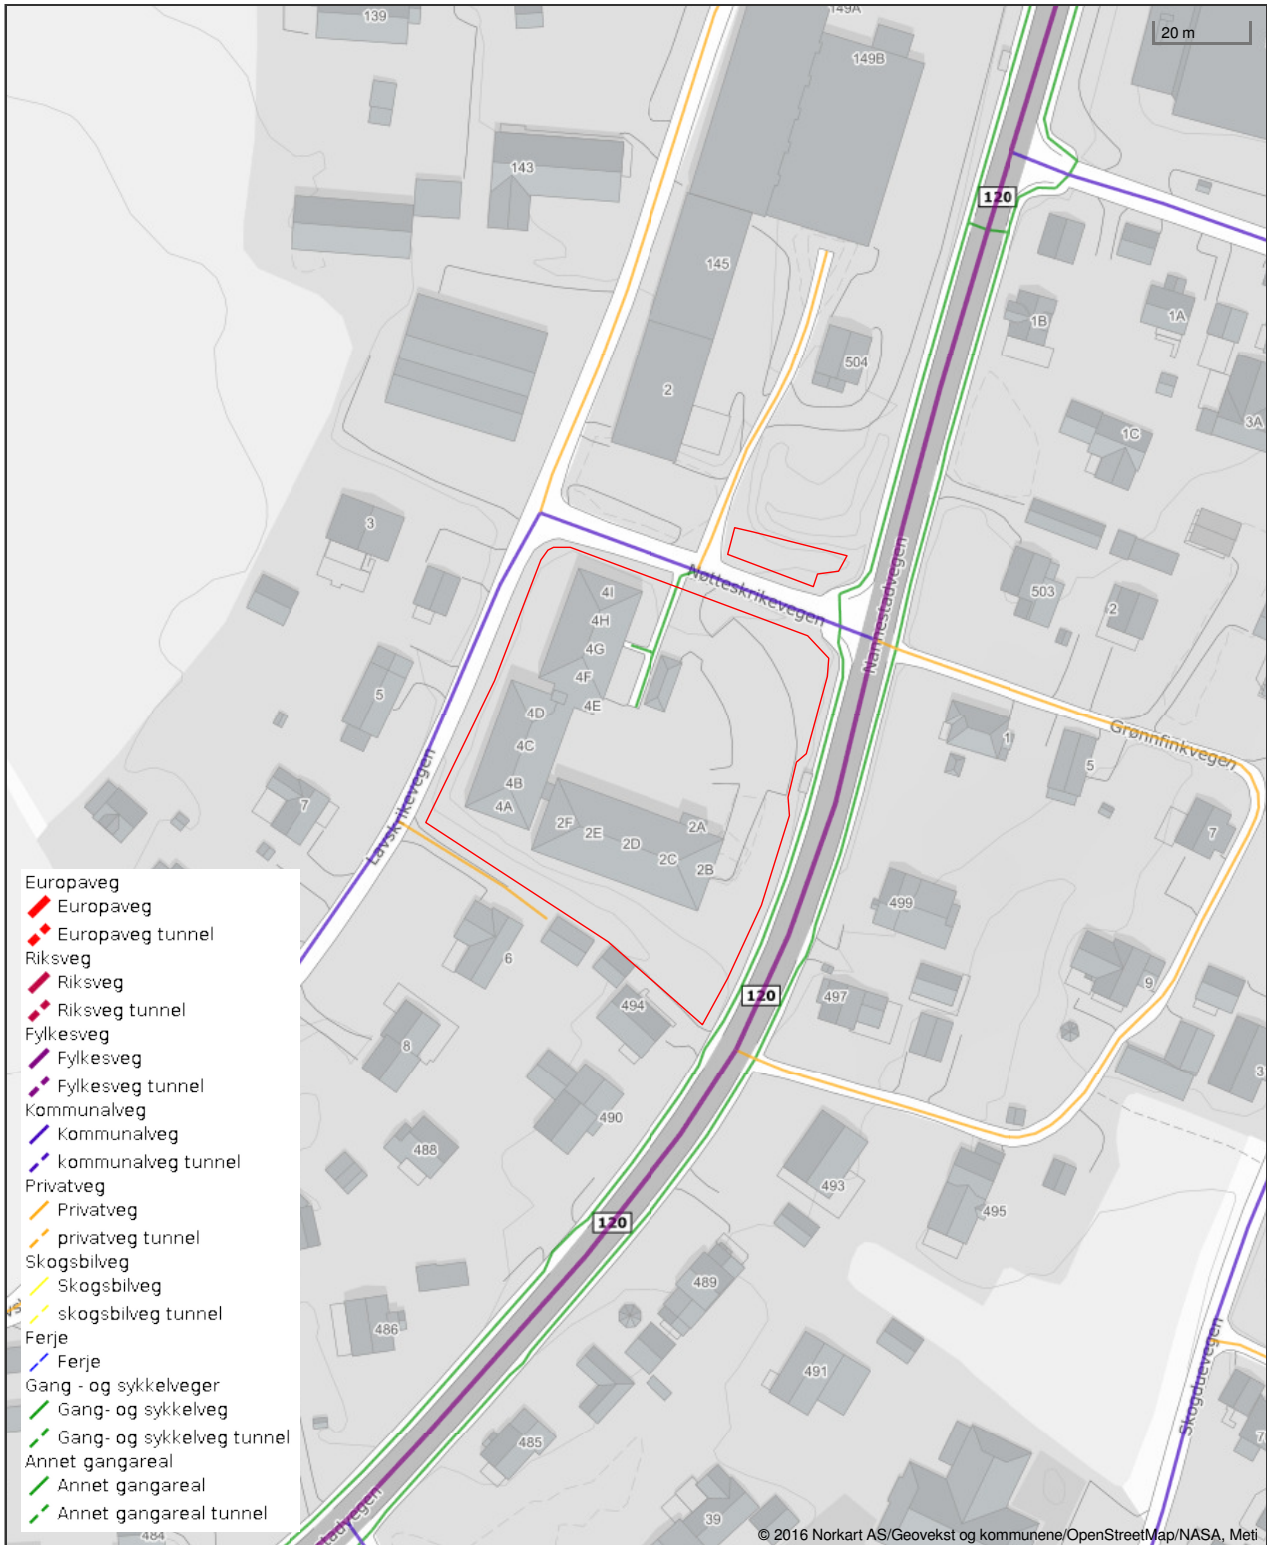 139
149A
20 m
149B
143
120
145
1B
1A
504
2
3A
1C
3
Nøtteskrikevegen
4I
4H
4G
4F
4E
503
2
Nannestadvegen
5
4D
4C
4B
4A
1
Grønnfinkvegen
5
7
Lavskrikevegen
2F
2E
2D
2C
2A
2B
7
499
6
9
494
120
497
8
3
490
488
493
495
120
489
486
491
Skogduevegen
485
7
39
484
stadvegen
Europaveg
Europaveg
Europaveg tunnel
Riksveg
Riksveg
Riksveg tunnel
Fylkesveg
Fylkesveg
Fylkesveg tunnel
Kommunalveg
Kommunalveg
kommunalveg tunnel
Privatveg
Privatveg
privatveg tunnel
Skogsbilveg
Skogsbilveg
skogsbilveg tunnel
Ferje
Ferje
Gang - og sykkelveger
Gang- og sykkelveg
Gang- og sykkelveg tunnel
Annet gangareal
Annet gangareal
Annet gangareal tunnel
© 2016 Norkart AS/Geovekst og kommunene/OpenStreetMap/NASA, Meti